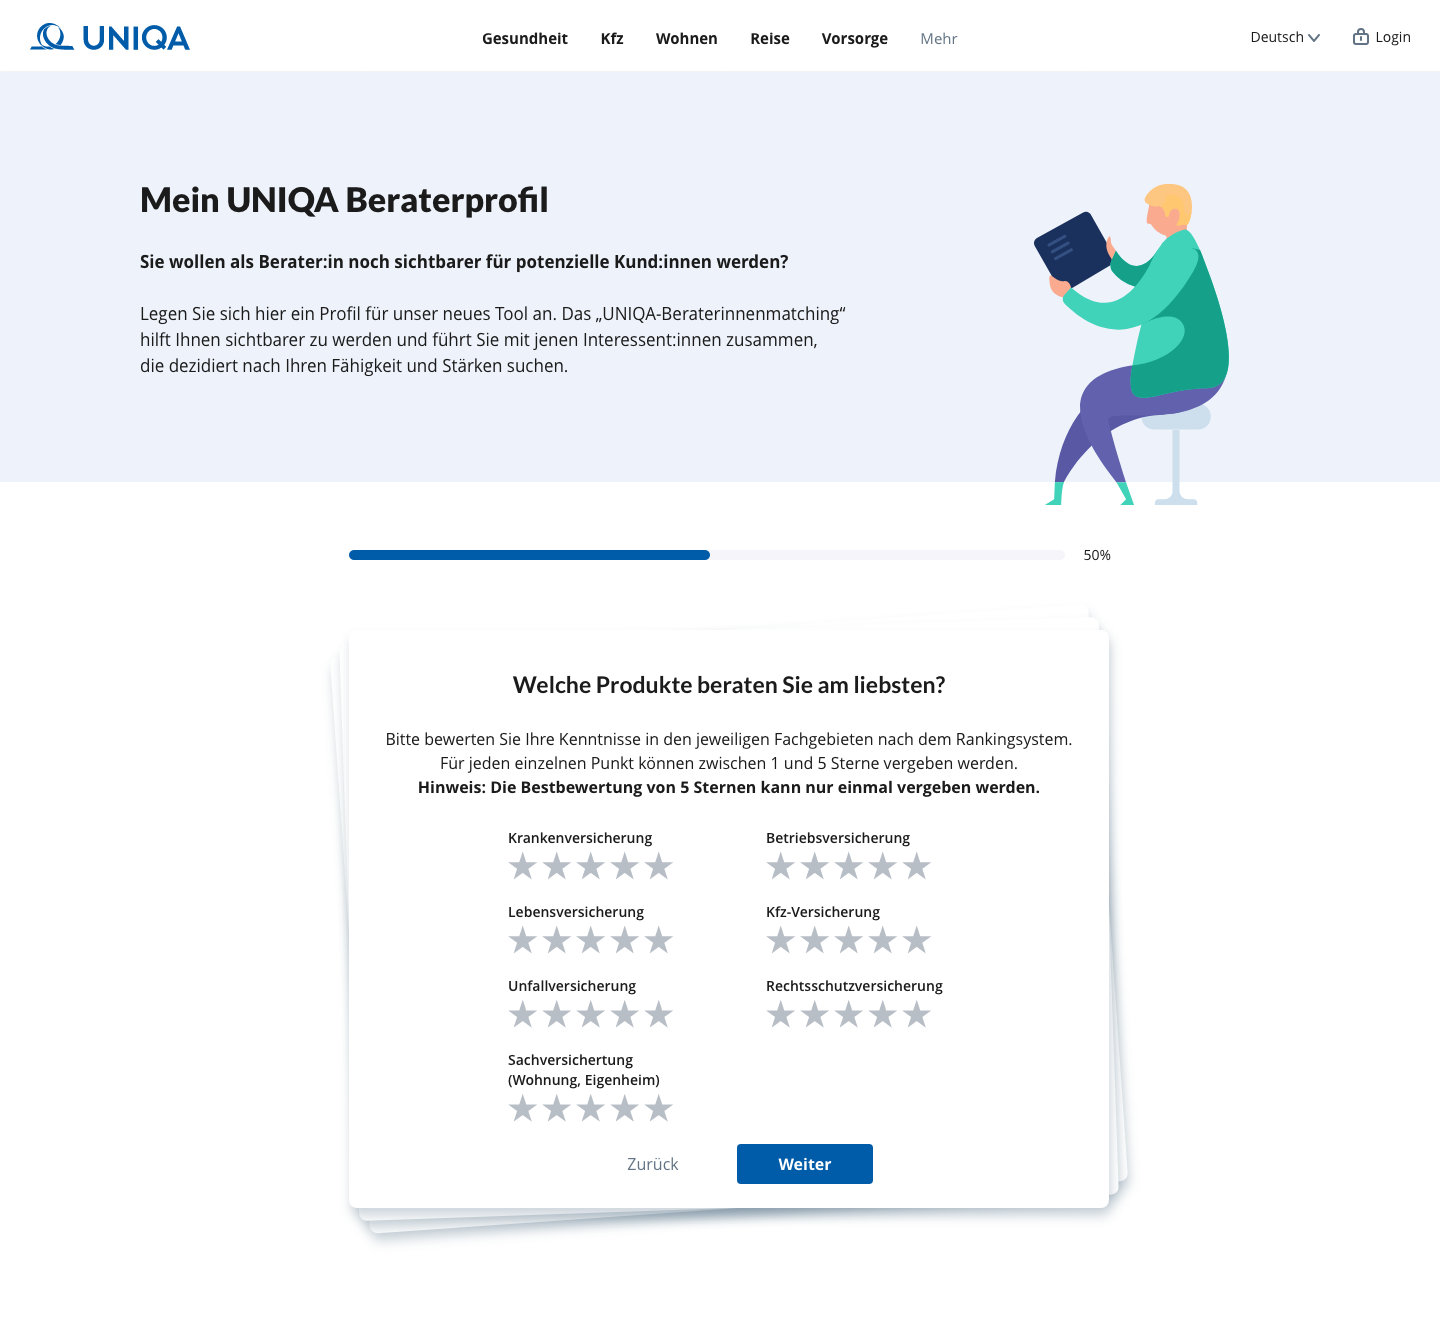 UNIQA
Gesundheit Kfz Wohnen Reise Vorsorge Mehr
Deutsch Login
Mein UNIQA Beraterprofil
Sie wollen als Berater:in noch sichtbarer für potenzielle Kund:innen werden?
Legen Sie sich hier ein Profil für unser neues Tool an. Das „UNIQA-Beraterinnenmatching“
hilft Ihnen sichtbarer zu werden und führt Sie mit jenen Interessent:innen zusammen,
die dezidiert nach Ihren Fähigkeit und Stärken suchen.
50%
Welche Produkte beraten Sie am liebsten?
Bitte bewerten Sie Ihre Kenntnisse in den jeweiligen Fachgebieten nach dem Rankingsystem.
Für jeden einzelnen Punkt können zwischen 1 und 5 Sterne vergeben werden.
Hinweis: Die Bestbewertung von 5 Sternen kann nur einmal vergeben werden.
Krankenversicherung
Betriebsversicherung
Lebensversicherung
Kfz-Versicherung
Unfallversicherung
Rechtsschutzversicherung
Sachversichertung
(Wohnung, Eigenheim)
Zurück
Weiter